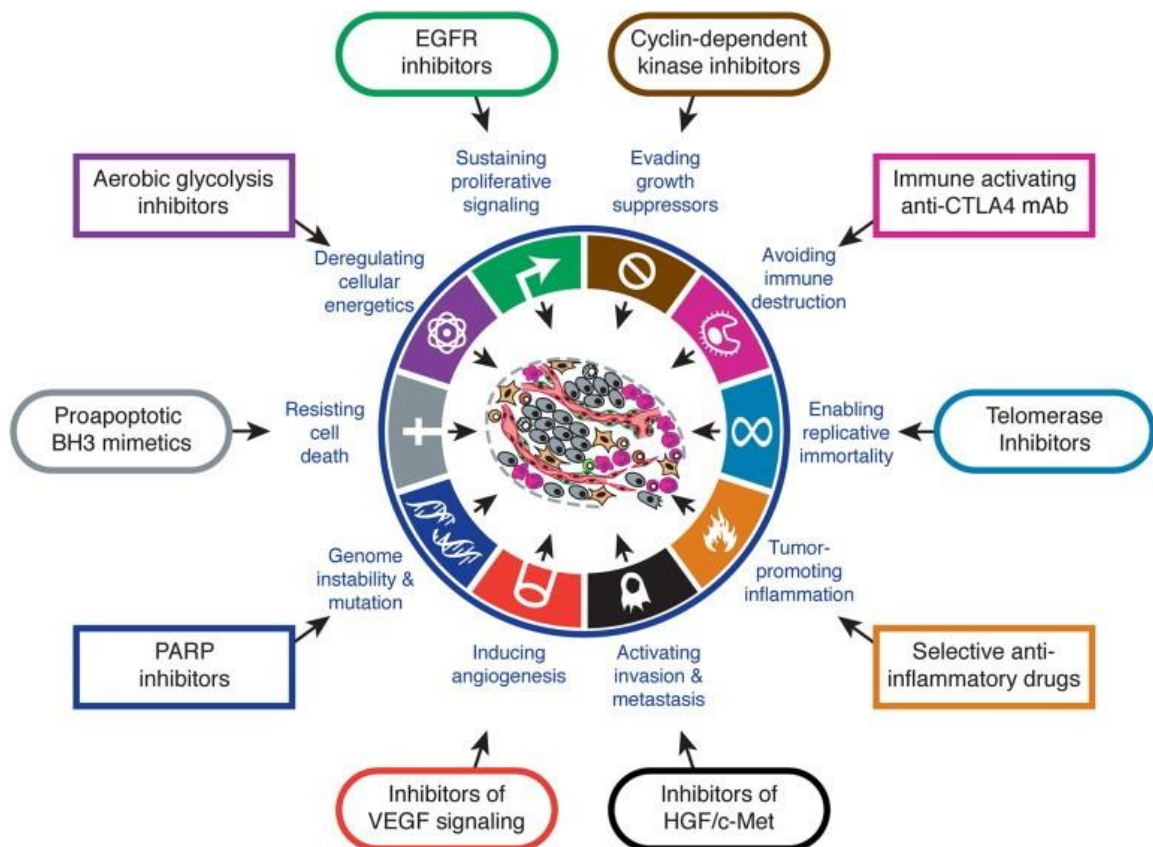 EGFR
inhibitors
Cyclin-dependent
kinase inhibitors
Aerobic glycolysis
inhibitors
Sustaining
proliferative
signaling
Evading
growth
suppressors
Immune activating
anti-CTLA4 mAb
Deregulating
cellular
energetics
Avoiding
immune
destruction
Proapoptotic
BH3 mimetics
Resisting
cell
death
Enabling
replicative
immortality
Telomerase
Inhibitors
Genome
instability &
mutation
Tumor-
promoting
inflammation
PARP
inhibitors
Inducing
angiogenesis
Activating
invasion &
metastasis
Selective anti-
inflammatory drugs
Inhibitors of
VEGF signaling
Inhibitors of
HGF/c-Met